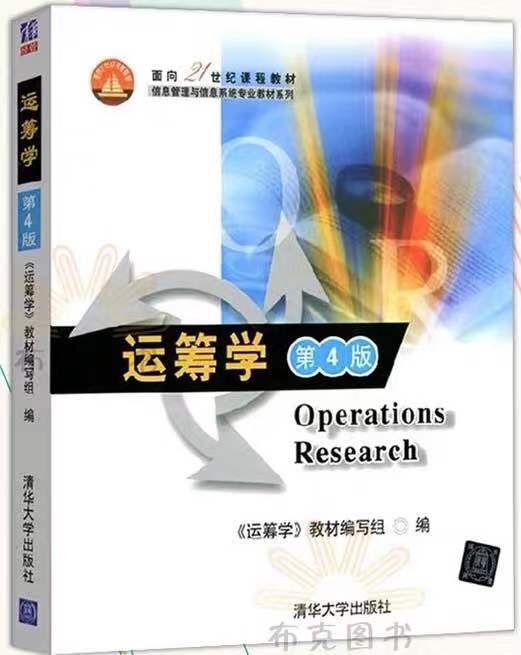 面向21世纪课程教材
信息管理与信息系统专业教材系列
O
R
运筹学 第4版
Operations
Research
《运筹学》教材编写组 ◎ 编
清华大学出版社
布克图书
运筹学
第4版
《运筹学》教材编写组 编
清华大学出版社